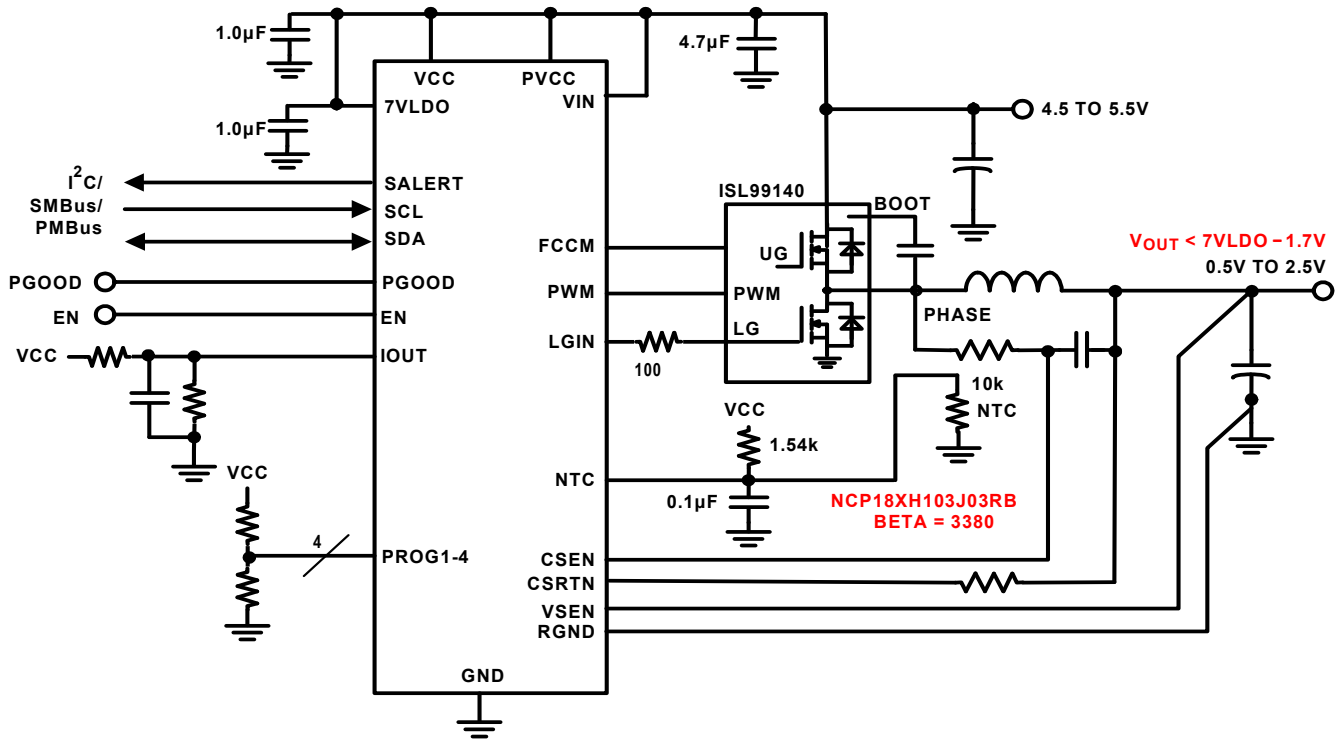 1.0µF
4.7µF
VCC
PVCC
VIN
7VLDO
1.0µF
4.5 TO 5.5V
I²C/
SMBus/
PMBus
SALERT
SCL
SDA
ISL99140
BOOT
FCCM
UG
VOUT < 7VLDO – 1.7V
0.5V TO 2.5V
PGOOD
PGOOD
PWM
PWM
PHASE
EN
EN
LG
LGIN
100
VCC
IOUT
10k
NTC
VCC
1.54k
VCC
NTC
0.1µF
NCP18XH103J03RB
BETA = 3380
4
PROG1-4
CSEN
CSRTN
VSEN
RGND
GND